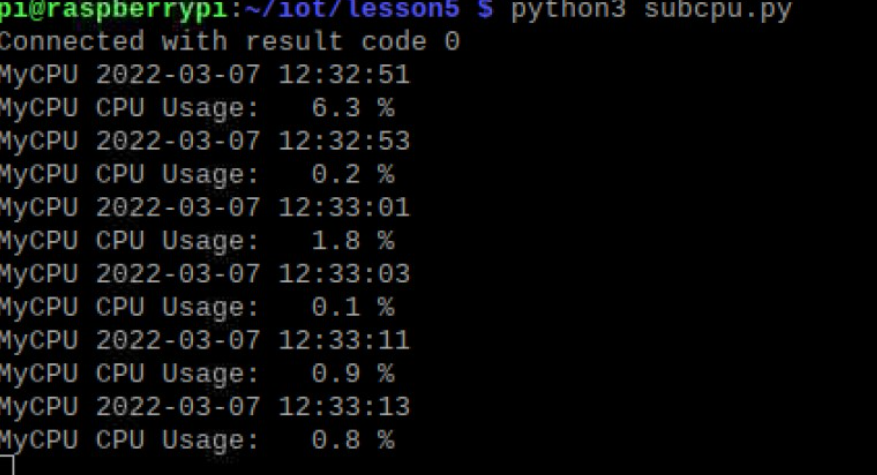 pi@raspberrypi:~/iot/lesson5 $ python3 subcpu.py
Connected with result code 0
MyCPU 2022-03-07 12:32:51
MyCPU CPU Usage:   6.3 %
MyCPU 2022-03-07 12:32:53
MyCPU CPU Usage:   0.2 %
MyCPU 2022-03-07 12:33:01
MyCPU CPU Usage:   1.8 %
MyCPU 2022-03-07 12:33:03
MyCPU CPU Usage:   0.1 %
MyCPU 2022-03-07 12:33:11
MyCPU CPU Usage:   0.9 %
MyCPU 2022-03-07 12:33:13
MyCPU CPU Usage:   0.8 %